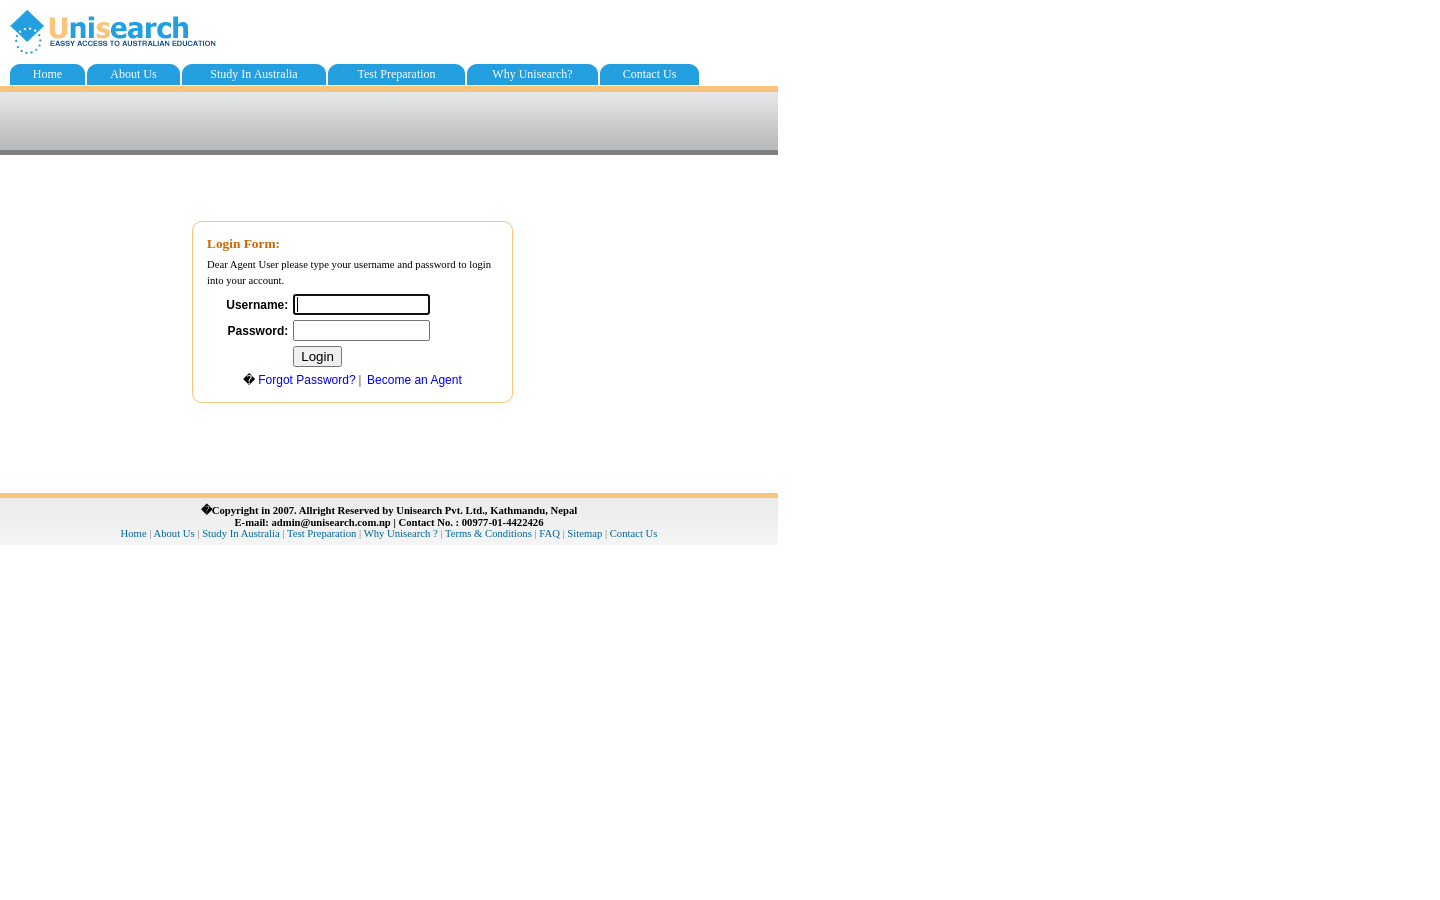 Unisearch
EASSY ACCESS TO AUSTRALIAN EDUCATION
Home About Us Study In Australia Test Preparation Why Unisearch? Contact Us
Login Form:
Dear Agent User please type your username and password to login
into your account.
Username:
Password:
Login
� Forgot Password? | Become an Agent
�Copyright in 2007. Allright Reserved by Unisearch Pvt. Ltd., Kathmandu, Nepal
E-mail: admin@unisearch.com.np | Contact No. : 00977-01-4422426
Home | About Us | Study In Australia | Test Preparation | Why Unisearch ? | Terms & Conditions | FAQ | Sitemap | Contact Us